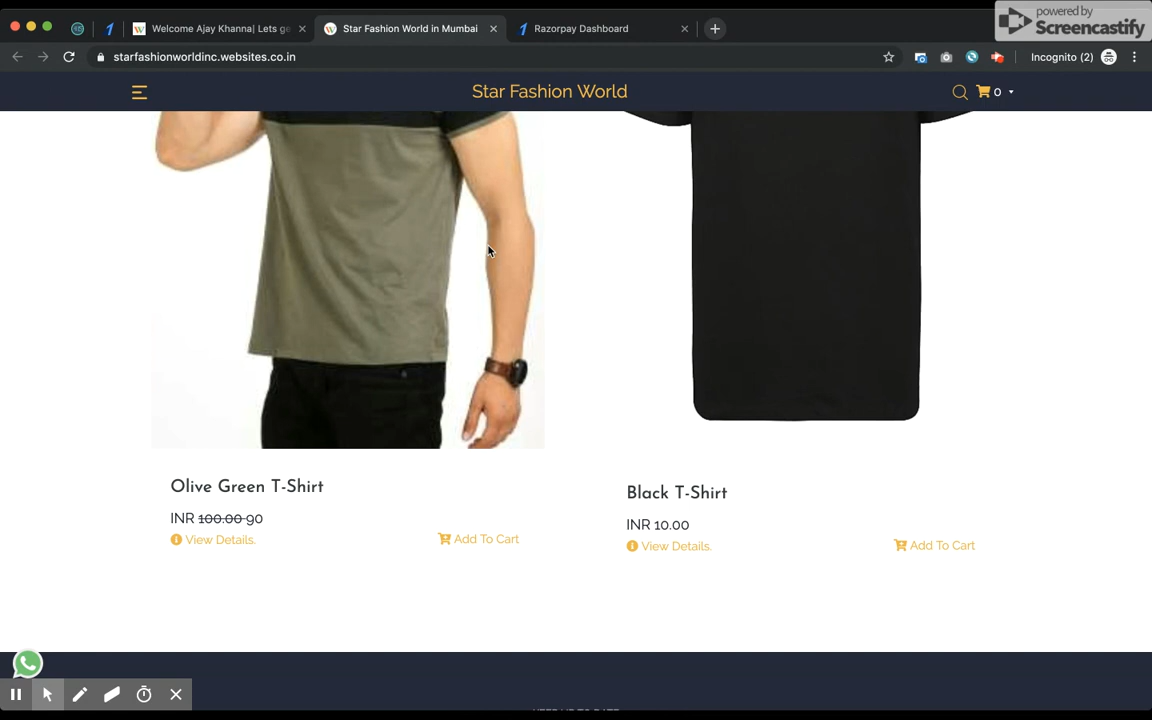 powered by
Screencastify
Welcome Ajay Khanna| Lets ge
Star Fashion World in Mumbai
Razorpay Dashboard
starfashionworldinc.websites.co.in
Incognito (2)
Star Fashion World
0
Olive Green T-Shirt
INR 100.00 90
View Details.
Add To Cart
Black T-Shirt
INR 10.00
View Details.
Add To Cart